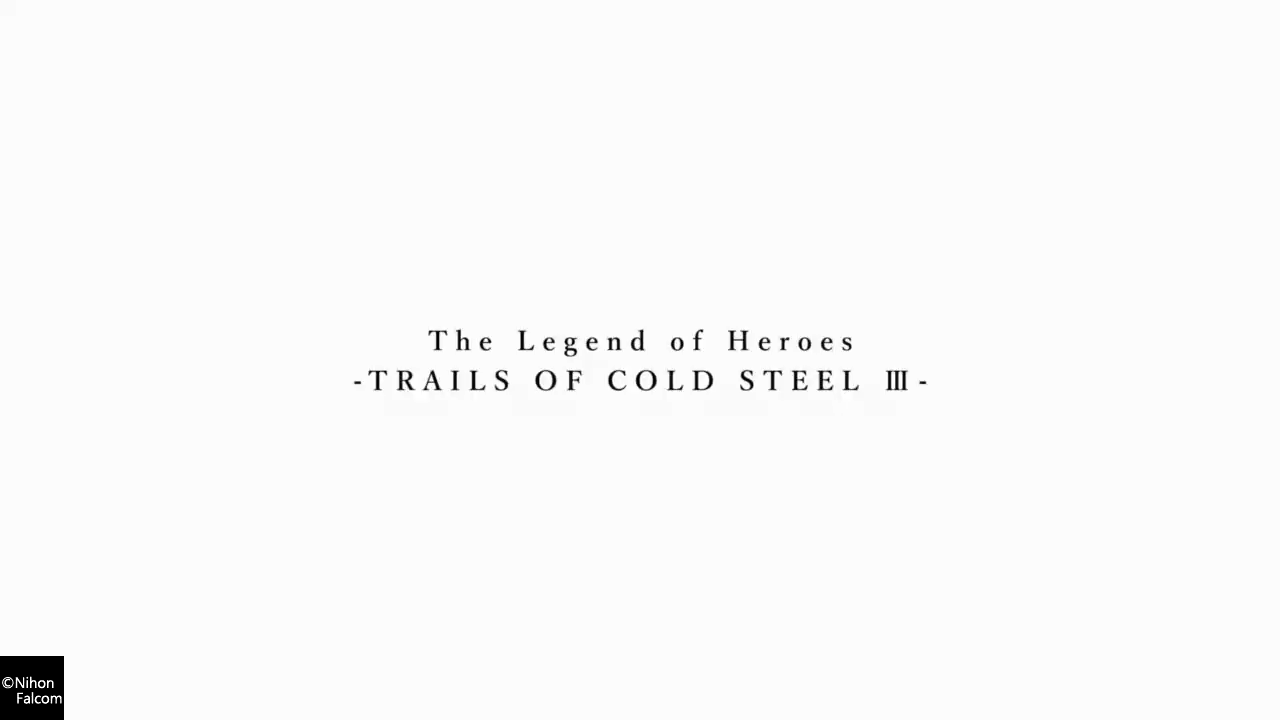 The Legend of Heroes
-TRAILS OF COLD STEEL Ⅲ-
©Nihon
Falcom